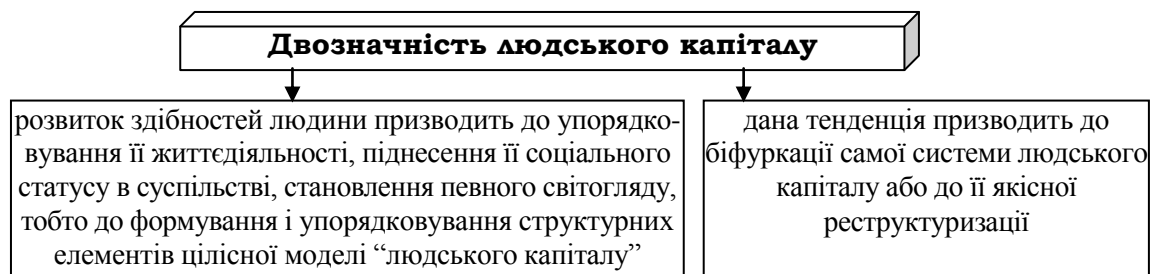 Двозначність людського капіталу
розвиток здібностей людини призводить до упорядко-
вування її життєдіяльності, піднесення її соціального
статусу в суспільстві, становлення певного світогляду,
тобто до формування і упорядковування структурних
елементів цілісної моделі “людського капіталу”
дана тенденція призводить до
біфуркації самої системи людського
капіталу або до її якісної
реструктуризації